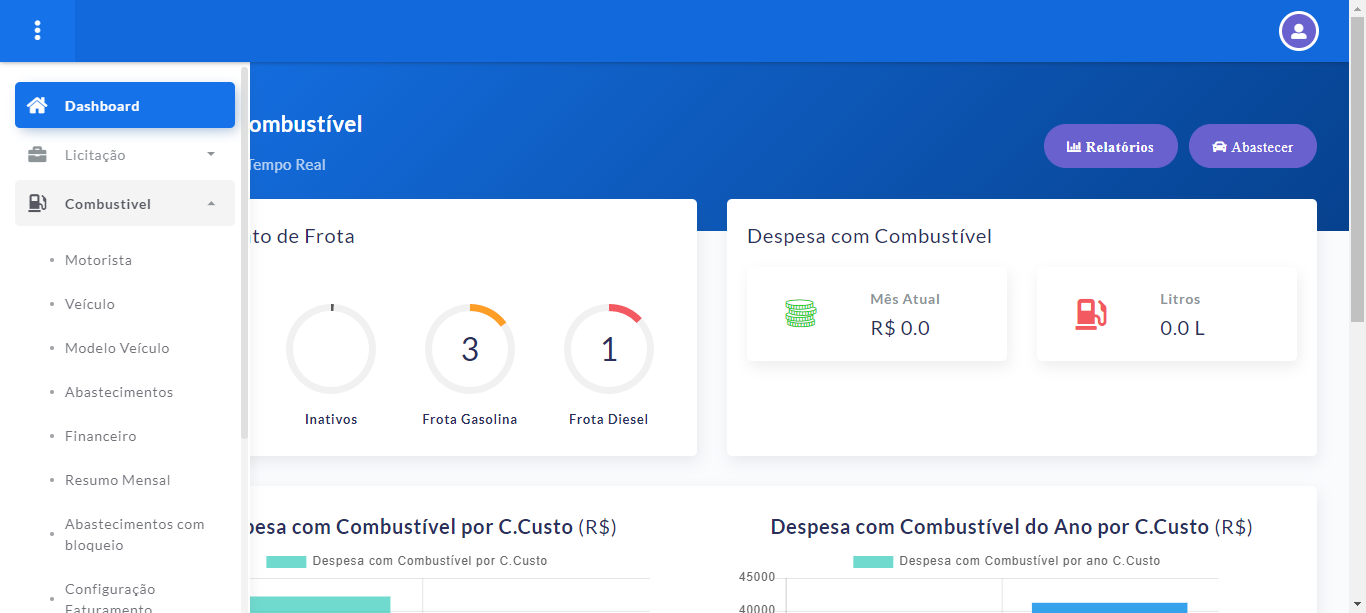 Dashboard
Licitação
Combustivel
Motorista
Veículo
Modelo Veículo
Abastecimentos
Financeiro
Resumo Mensal
Abastecimentos com
bloqueio
Configuração
Faturamento
ombustível
Tempo Real
Relatórios
Abastecer
to de Frota
Inativos
3
Frota Gasolina
1
Frota Diesel
Despesa com Combustível
Mês Atual
R$ 0.0
Litros
0.0 L
pesa com Combustível por C.Custo (R$)
Despesa com Combustível por C.Custo
Despesa com Combustível do Ano por C.Custo (R$)
Despesa com Combustível por ano C.Custo
45000
40000